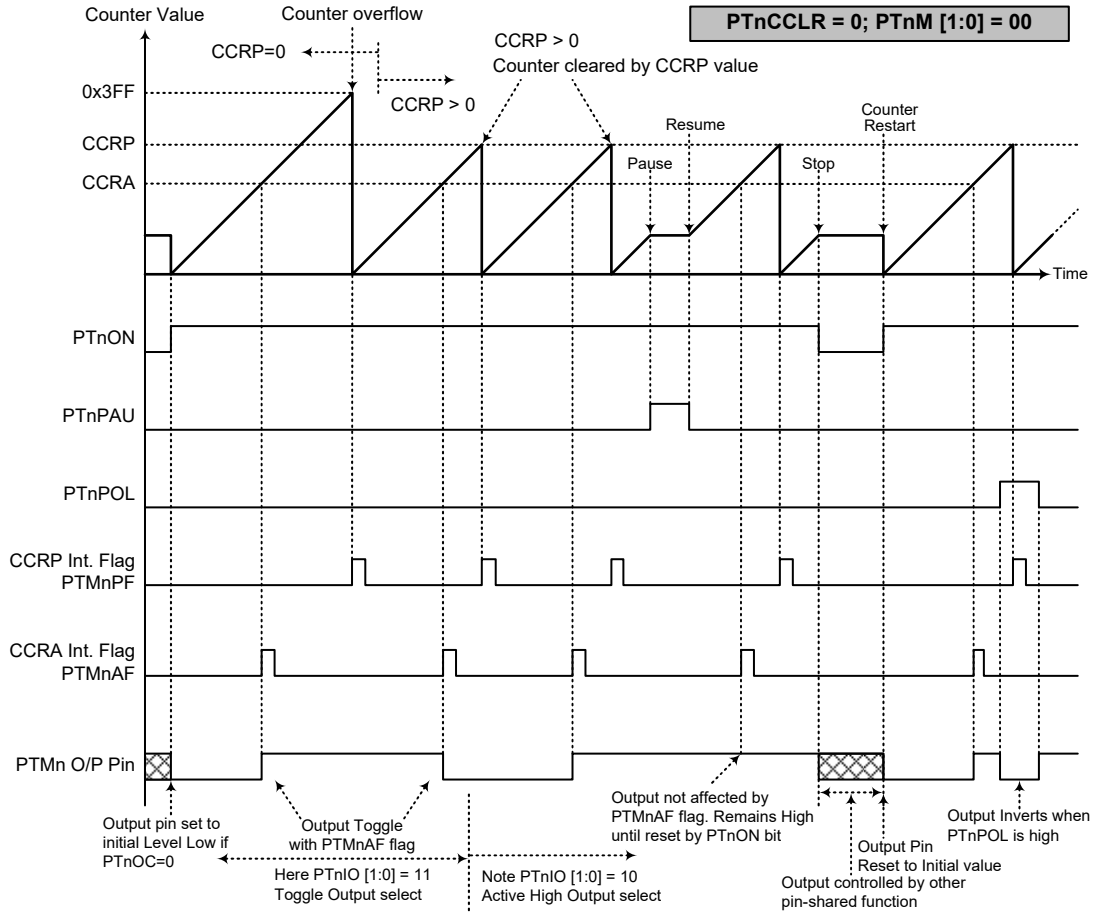 Counter Value
Counter overflow
PTnCCLR = 0; PTnM [1:0] = 00
CCRP=0
CCRP > 0
CCRP > 0
Counter cleared by CCRP value
0x3FF
CCRP
CCRA
Pause
Resume
Stop
Counter
Restart
Time
PTnON
PTnPAU
PTnPOL
CCRP Int. Flag
PTMnPF
CCRA Int. Flag
PTMnAF
PTMn O/P Pin
Output pin set to
initial Level Low if
PTnOC=0
Output Toggle
with PTMnAF flag
Here PTnIO [1:0] = 11
Toggle Output select
Note PTnIO [1:0] = 10
Active High Output select
Output not affected by
PTMnAF flag. Remains High
until reset by PTnON bit
Output Pin
Reset to Initial value
Output controlled by other
pin-shared function
Output Inverts when
PTnPOL is high